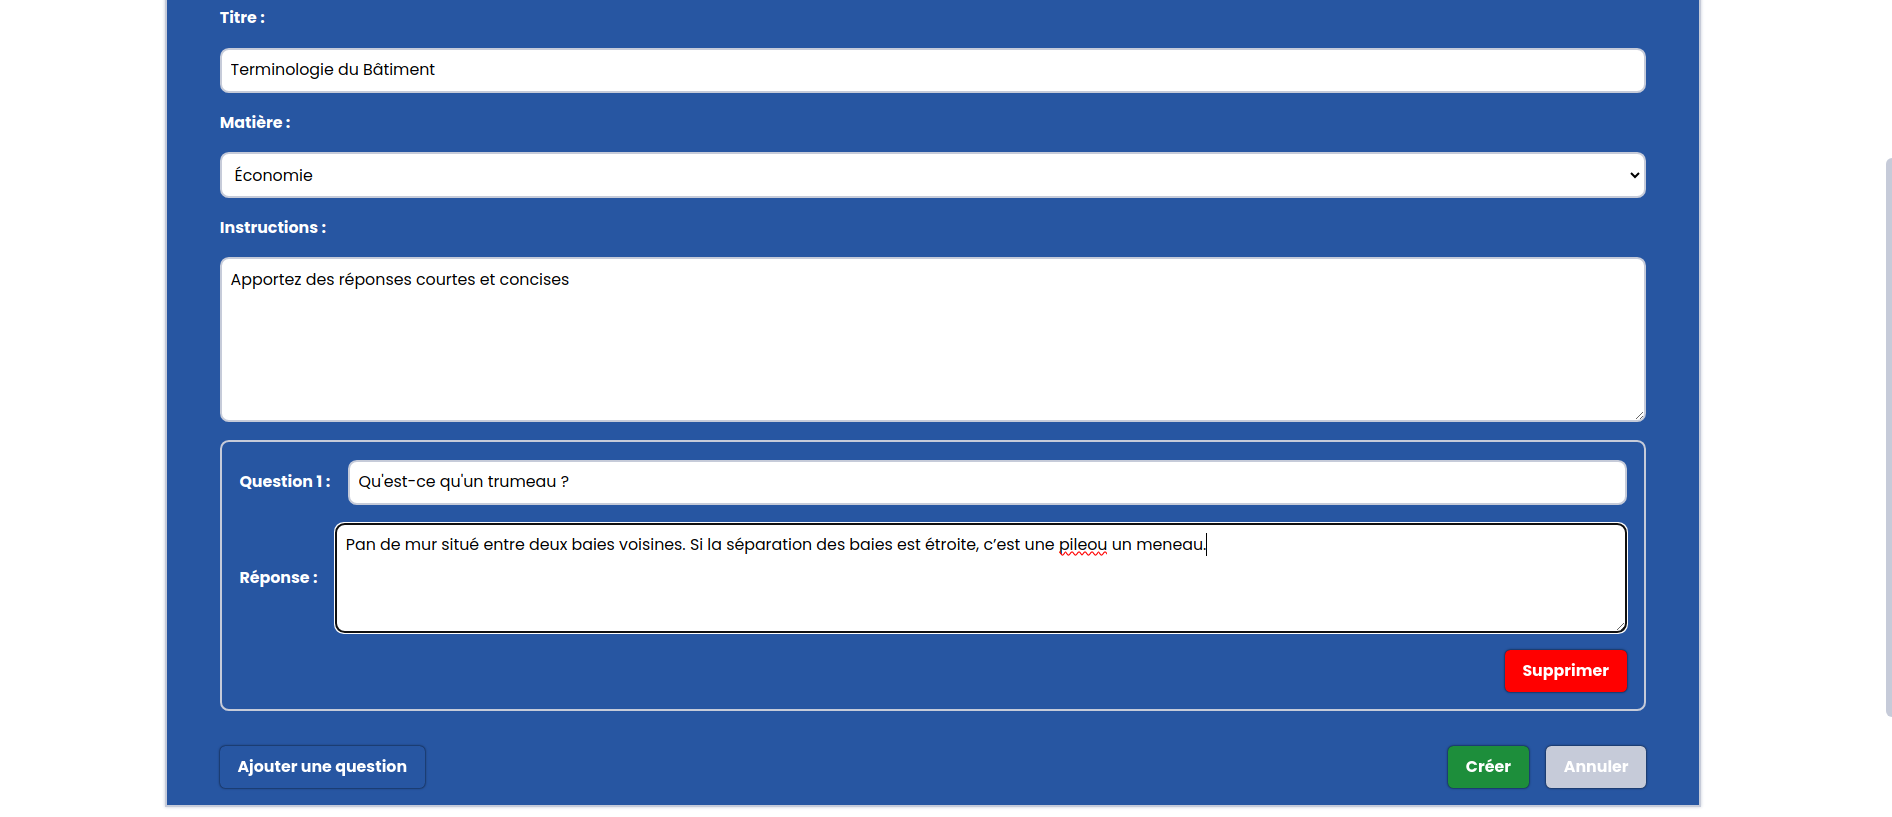 Titre :
Terminologie du Bâtiment
Matière :
Économie
Instructions :
Apportez des réponses courtes et concises
Question 1 : Qu'est-ce qu'un trumeau ?
Pan de mur situé entre deux baies voisines. Si la séparation des baies est étroite, c’est une pileou un meneau.
Réponse :
Supprimer
Ajouter une question Créer Annuler